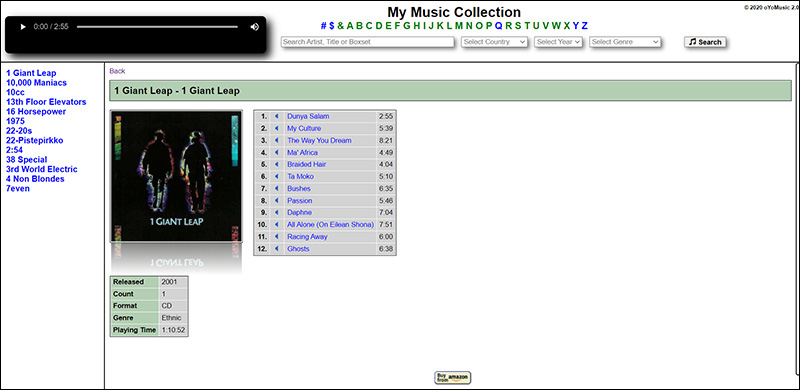 My Music Collection
© 2020 oYoMusic 2.0
# $ & A B C D E F G H I J K L M N O P Q R S T U V W X Y Z
0:00 / 2:55
Search Artist, Title or Boxset
Select Country
Select Year
Select Genre
Search
1 Giant Leap
10,000 Maniacs
10cc
13th Floor Elevators
16 Horsepower
1975
22-20s
22-Pistepirkko
2:54
38 Special
3rd World Electric
4 Non Blondes
7even
Back
1 Giant Leap - 1 Giant Leap
1 GIANT LEAP
1. Dunya Salam 2:55
2. My Culture 5:39
3. The Way You Dream 8:21
4. Ma' Africa 4:49
5. Braided Hair 4:04
6. Ta Moko 5:10
7. Bushes 6:35
8. Passion 5:46
9. Daphne 7:04
10. All Alone (On Eilean Shona) 7:51
11. Racing Away 6:00
12. Ghosts 6:38
Released 2001
Count 1
Format CD
Genre Ethnic
Playing Time 1:10:52
Buy from amazon